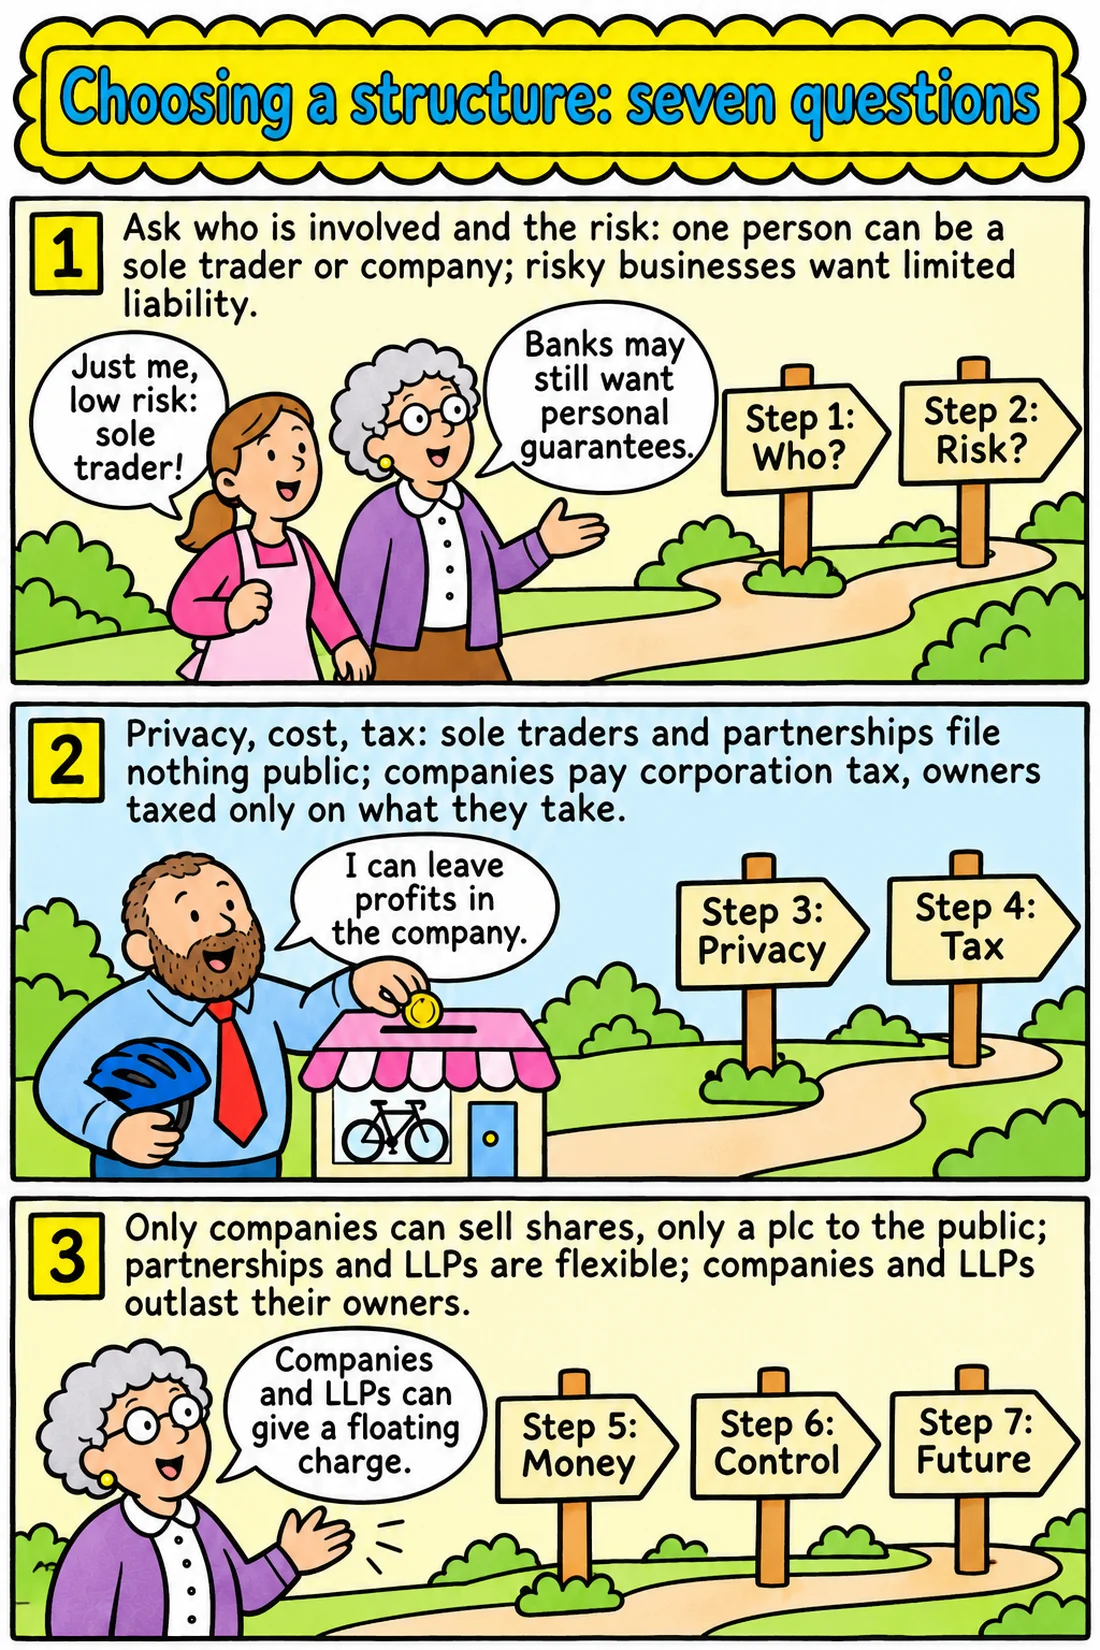 Choosing a structure: seven questions
1
Ask who is involved and the risk: one person can be a
sole trader or company; risky businesses want limited
liability.
Just me,
low risk:
sole
trader!
Banks may
still want
personal
guarantees.
Step 1:
Who?
Step 2:
Risk?
2
Privacy, cost, tax: sole traders and partnerships file
nothing public; companies pay corporation tax, owners
taxed only on what they take.
I can leave
profits in
the company.
Step 3:
Privacy
Step 4:
Tax
3
Only companies can sell shares, only a plc to the public;
partnerships and LLPs are flexible; companies and LLPs
outlast their owners.
Companies
and LLPs can
give a floating
charge.
Step 5:
Money
Step 6:
Control
Step 7:
Future